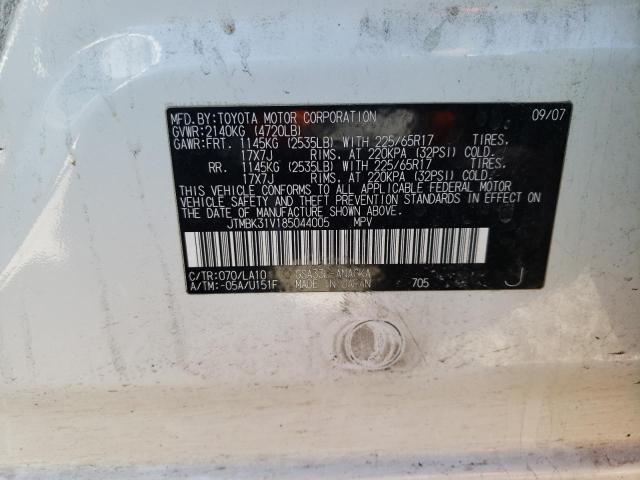 MFD.BY:TOYOTA MOTOR CORPORATION 09/07
GVWR:2140KG (4720LB)
GAWR:FRT. 1145KG (2535LB) WITH 225/65R17 TIRES.
17X7J RIMS. AT 220KPA (32PSI) COLD.
RR. 1145KG (2535LB) WITH 225/65R17 TIRES.
17X7J RIMS. AT 220KPA (32PSI) COLD.
THIS VEHICLE CONFORMS TO ALL APPLICABLE FEDERAL MOTOR
VEHICLE SAFETY AND THEFT PREVENTION STANDARDS IN EFFECT ON
THE DATE OF MANUFACTURE SHOWN ABOVE.
JTMBK31V185044005 MPV
C/TR:070/LA10 GSA33L-ANAGKA
A/TM:-05A/U151F MADE IN JAPAN 705 J